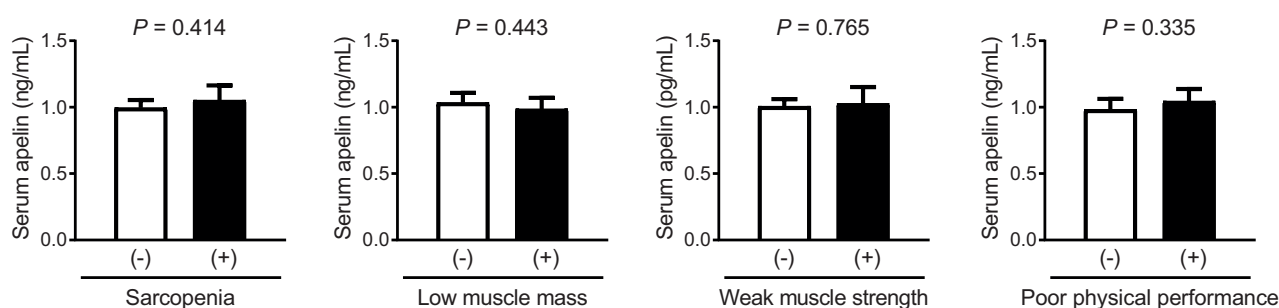 P = 0.414
Serum apelin (ng/mL)
1.5
1.0
0.5
0.0
(-) (+)
Sarcopenia
P = 0.443
Serum apelin (ng/mL)
1.5
1.0
0.5
0.0
(-) (+)
Low muscle mass
P = 0.765
Serum apelin (pg/mL)
1.5
1.0
0.5
0.0
(-) (+)
Weak muscle strength
P = 0.335
Serum apelin (ng/mL)
1.5
1.0
0.5
0.0
(-) (+)
Poor physical performance